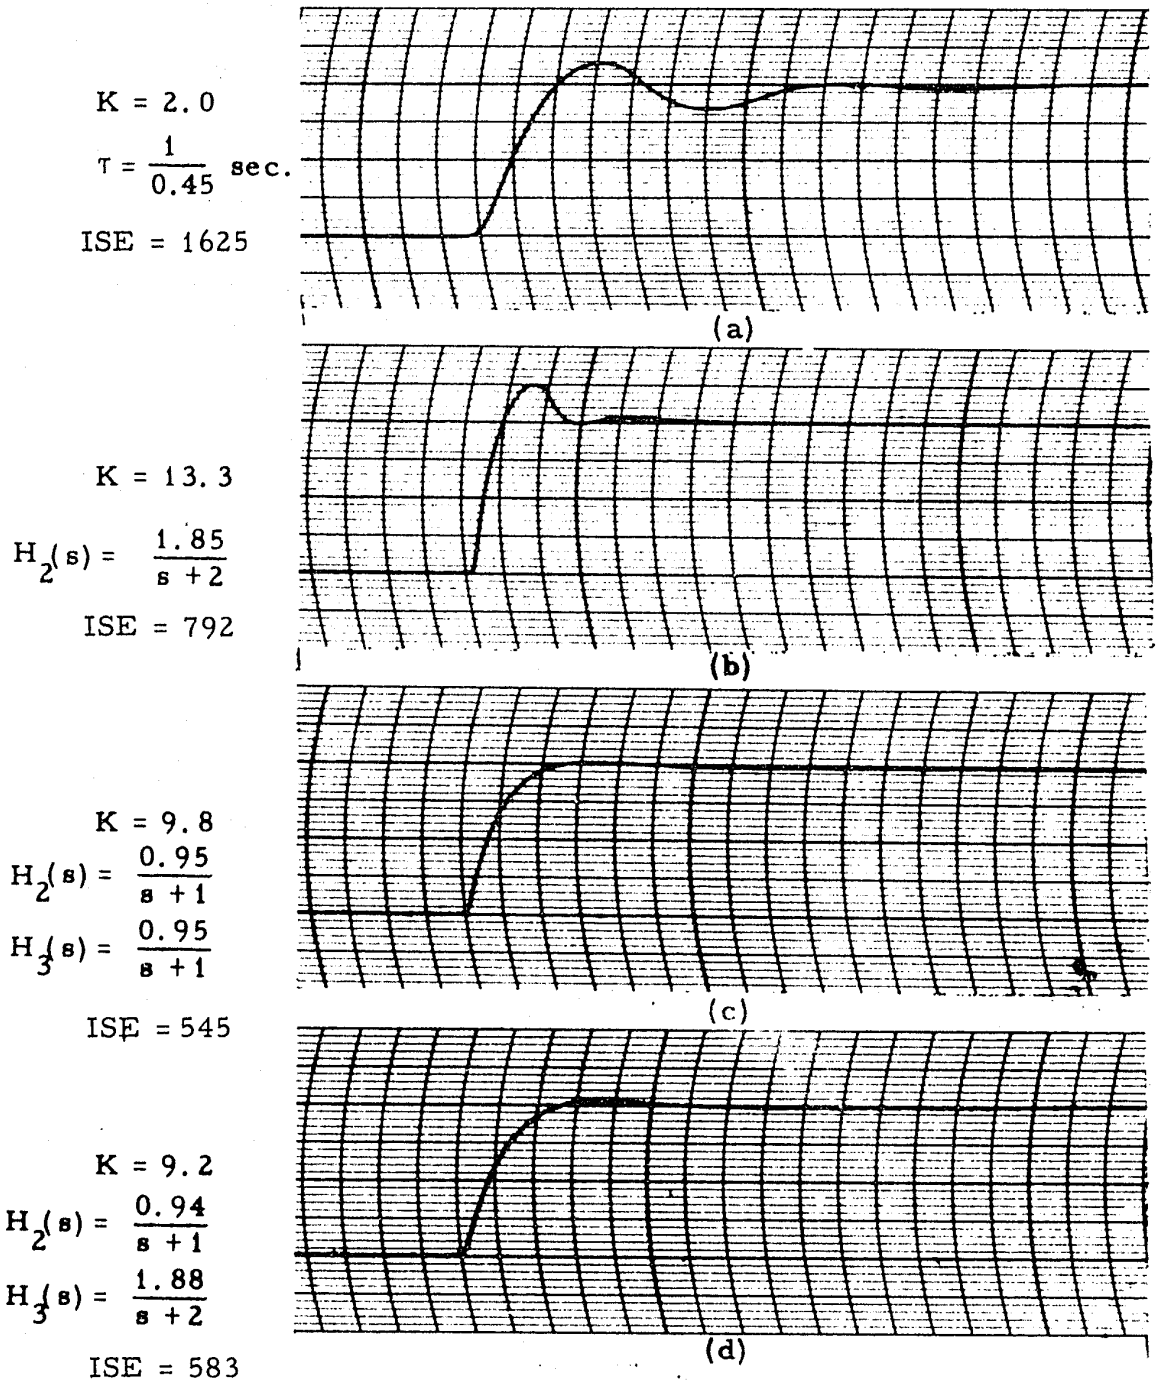 K = 2.0
τ = 1/0.45 sec.
ISE = 1625
(a)
K = 13.3
H2(s) = 1.85/(s + 2)
ISE = 792
(b)
K = 9.8
H2(s) = 0.95/(s + 1)
H3(s) = 0.95/(s + 1)
ISE = 545
(c)
K = 9.2
H2(s) = 0.94/(s + 1)
H3(s) = 1.88/(s + 2)
ISE = 583
(d)